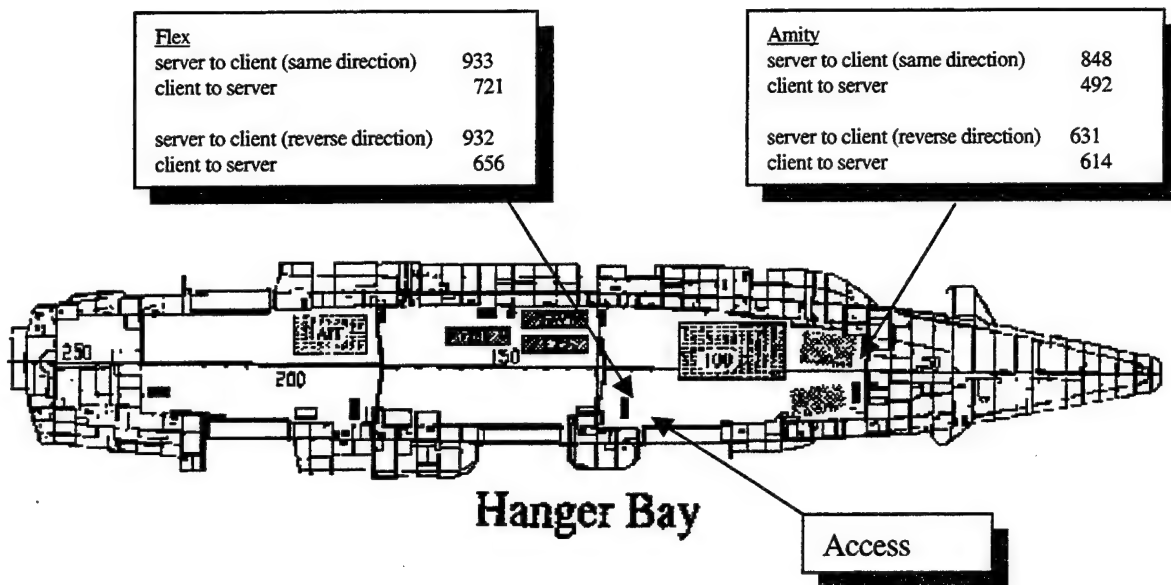 Flex
server to client (same direction) 933
client to server 721
server to client (reverse direction) 932
client to server 656
Amity
server to client (same direction) 848
client to server 492
server to client (reverse direction) 631
client to server 614
250
200
150
100
Hanger Bay
Access